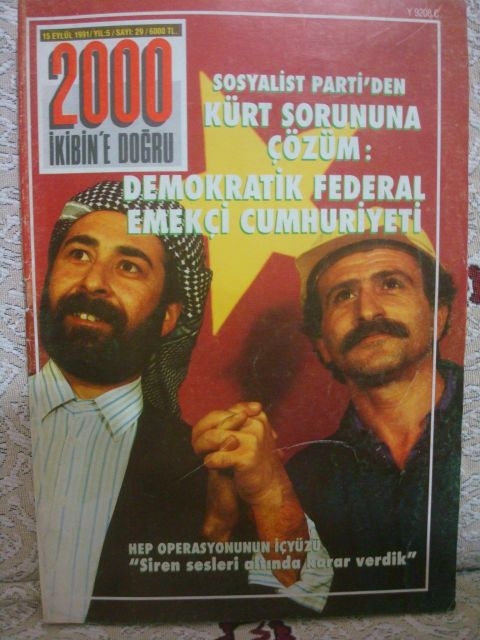 Y 9208 C
15 EYLÜL 1991 / YIL: 5 / SAYI: 29 / 6000 TL.
2000
İKİBİN'E DOĞRU
SOSYALİST PARTİ'DEN
KÜRT SORUNUNA
ÇÖZÜM:
DEMOKRATİK FEDERAL
EMEKÇİ CUMHURİYETİ
HEP OPERASYONUNUN İÇYÜZÜ
"Siren sesleri altında karar verdik"